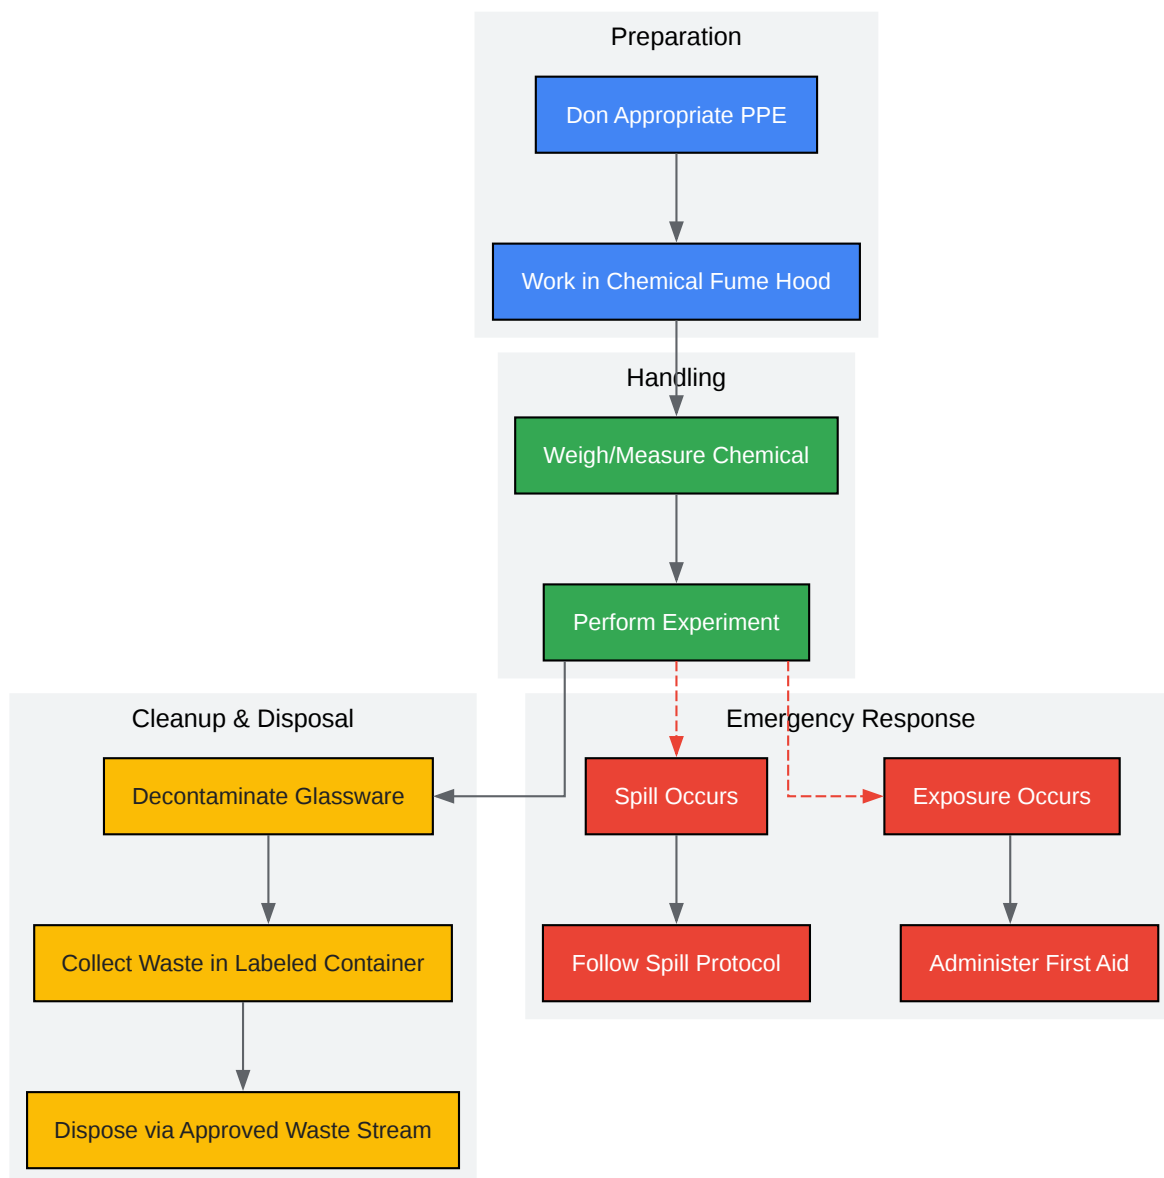 Preparation
Don Appropriate PPE
Work in Chemical Fume Hood
Handling
Weigh/Measure Chemical
Perform Experiment
Cleanup & Disposal
Decontaminate Glassware
Collect Waste in Labeled Container
Dispose via Approved Waste Stream
Emergency Response
Spill Occurs
Exposure Occurs
Follow Spill Protocol
Administer First Aid